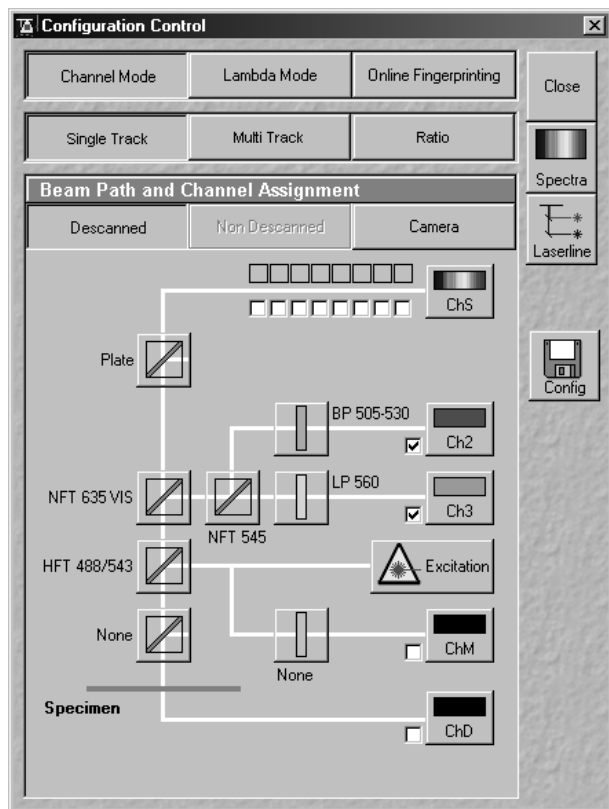 Configuration Control
Channel Mode
Lambda Mode
Online Fingerprinting
Close
Single Track
Multi Track
Ratio
Spectra
Beam Path and Channel Assignment
Descanned
Non Descanned
Camera
Laserline
ChS
Plate
Config
BP 505-530
Ch2
LP 560
NFT 635 VIS
Ch3
NFT 545
HFT 488/543
Excitation
None
ChM
None
Specimen
ChD